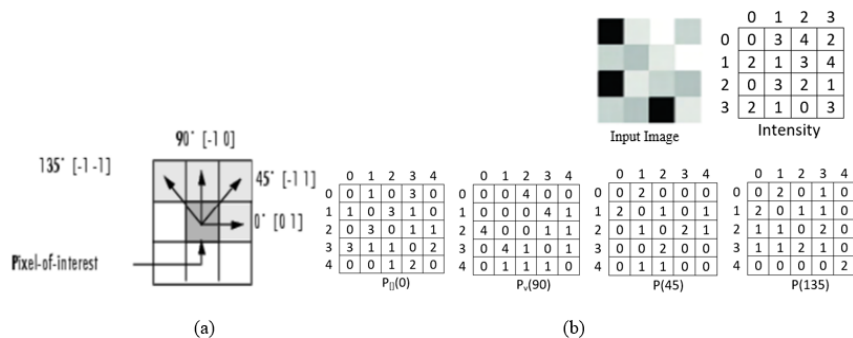 0 1 2 3
0 0 3 4 2
1 2 1 3 4
2 0 3 2 1
3 2 1 0 3
Input Image
Intensity
90° [-1 0]
135° [-1 -1]
45° [-1 1]
0° [0 1]
Pixel-of-interest
0 1 2 3 4
0 0 1 0 3 0
1 1 0 3 1 0
2 0 3 0 1 1
3 3 1 1 0 2
4 0 0 1 2 0
P▯(0)
0 1 2 3 4
0 0 0 4 0 0
1 0 0 0 4 1
2 4 0 0 1 1
3 0 4 1 0 1
4 0 1 1 1 0
Pᵥ(90)
0 1 2 3 4
0 0 2 0 0 0
1 2 0 1 0 1
2 0 1 0 2 1
3 0 0 2 0 0
4 0 1 1 0 0
P(45)
0 1 2 3 4
0 0 2 0 1 0
1 2 0 1 1 0
2 1 1 0 2 0
3 1 1 2 1 0
4 0 0 0 0 2
P(135)
(a)
(b)